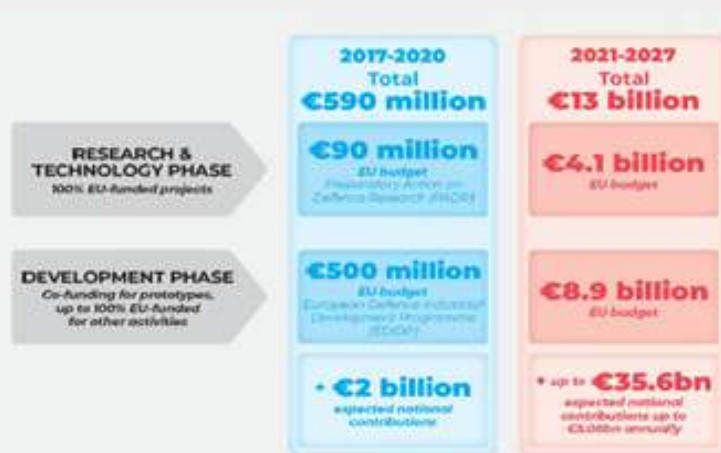 2017-2020
Total
€590 million
2021-2027
Total
€13 billion
RESEARCH &
TECHNOLOGY PHASE
100% EU-funded projects
€90 million
EU budget
Preparatory Action on
Defence Research (PADR)
€4.1 billion
EU budget
DEVELOPMENT PHASE
Co-funding for prototypes,
up to 100% EU-funded
for other activities
€500 million
EU budget
European Defence Industrial
Development Programme
(EDIDP)
€8.9 billion
EU budget
+ €2 billion
expected national
contributions
+ up to €35.6bn
expected national
contributions up to
annually